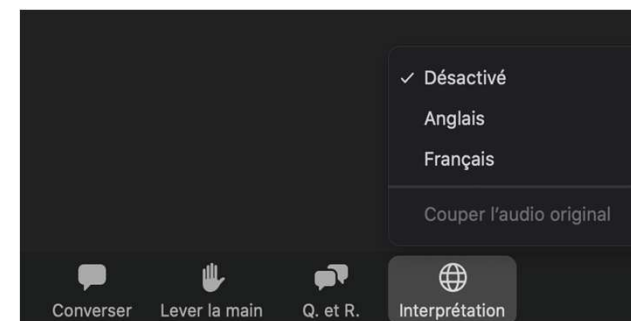 ✓ Désactivé
Anglais
Français
Couper l'audio original
Converser Lever la main Q. et R. Interprétation